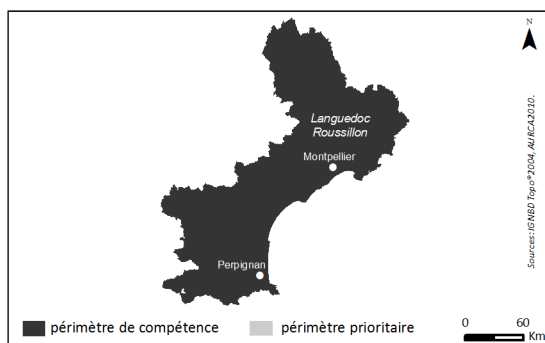 N
Languedoc
Roussillon
Montpellier
Perpignan
Sources: IGNBD Topo®2004, AURCA2010.
périmètre de compétence
périmètre prioritaire
0 60
Km